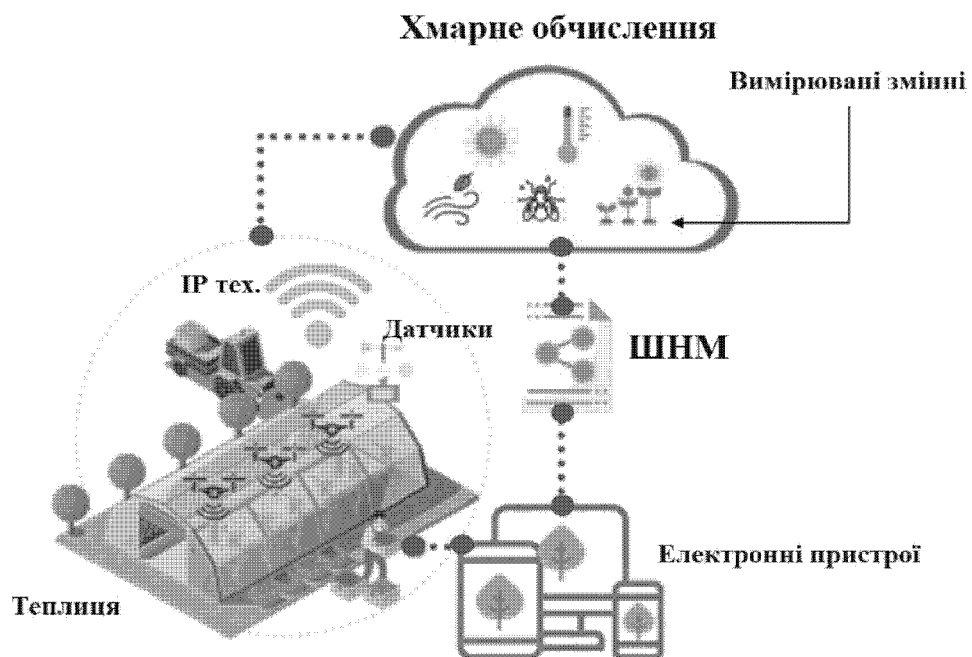 Хмарне обчислення
Вимірювані змінні
IP тех.
Датчики
ШНМ
Електронні пристрої
Теплиця